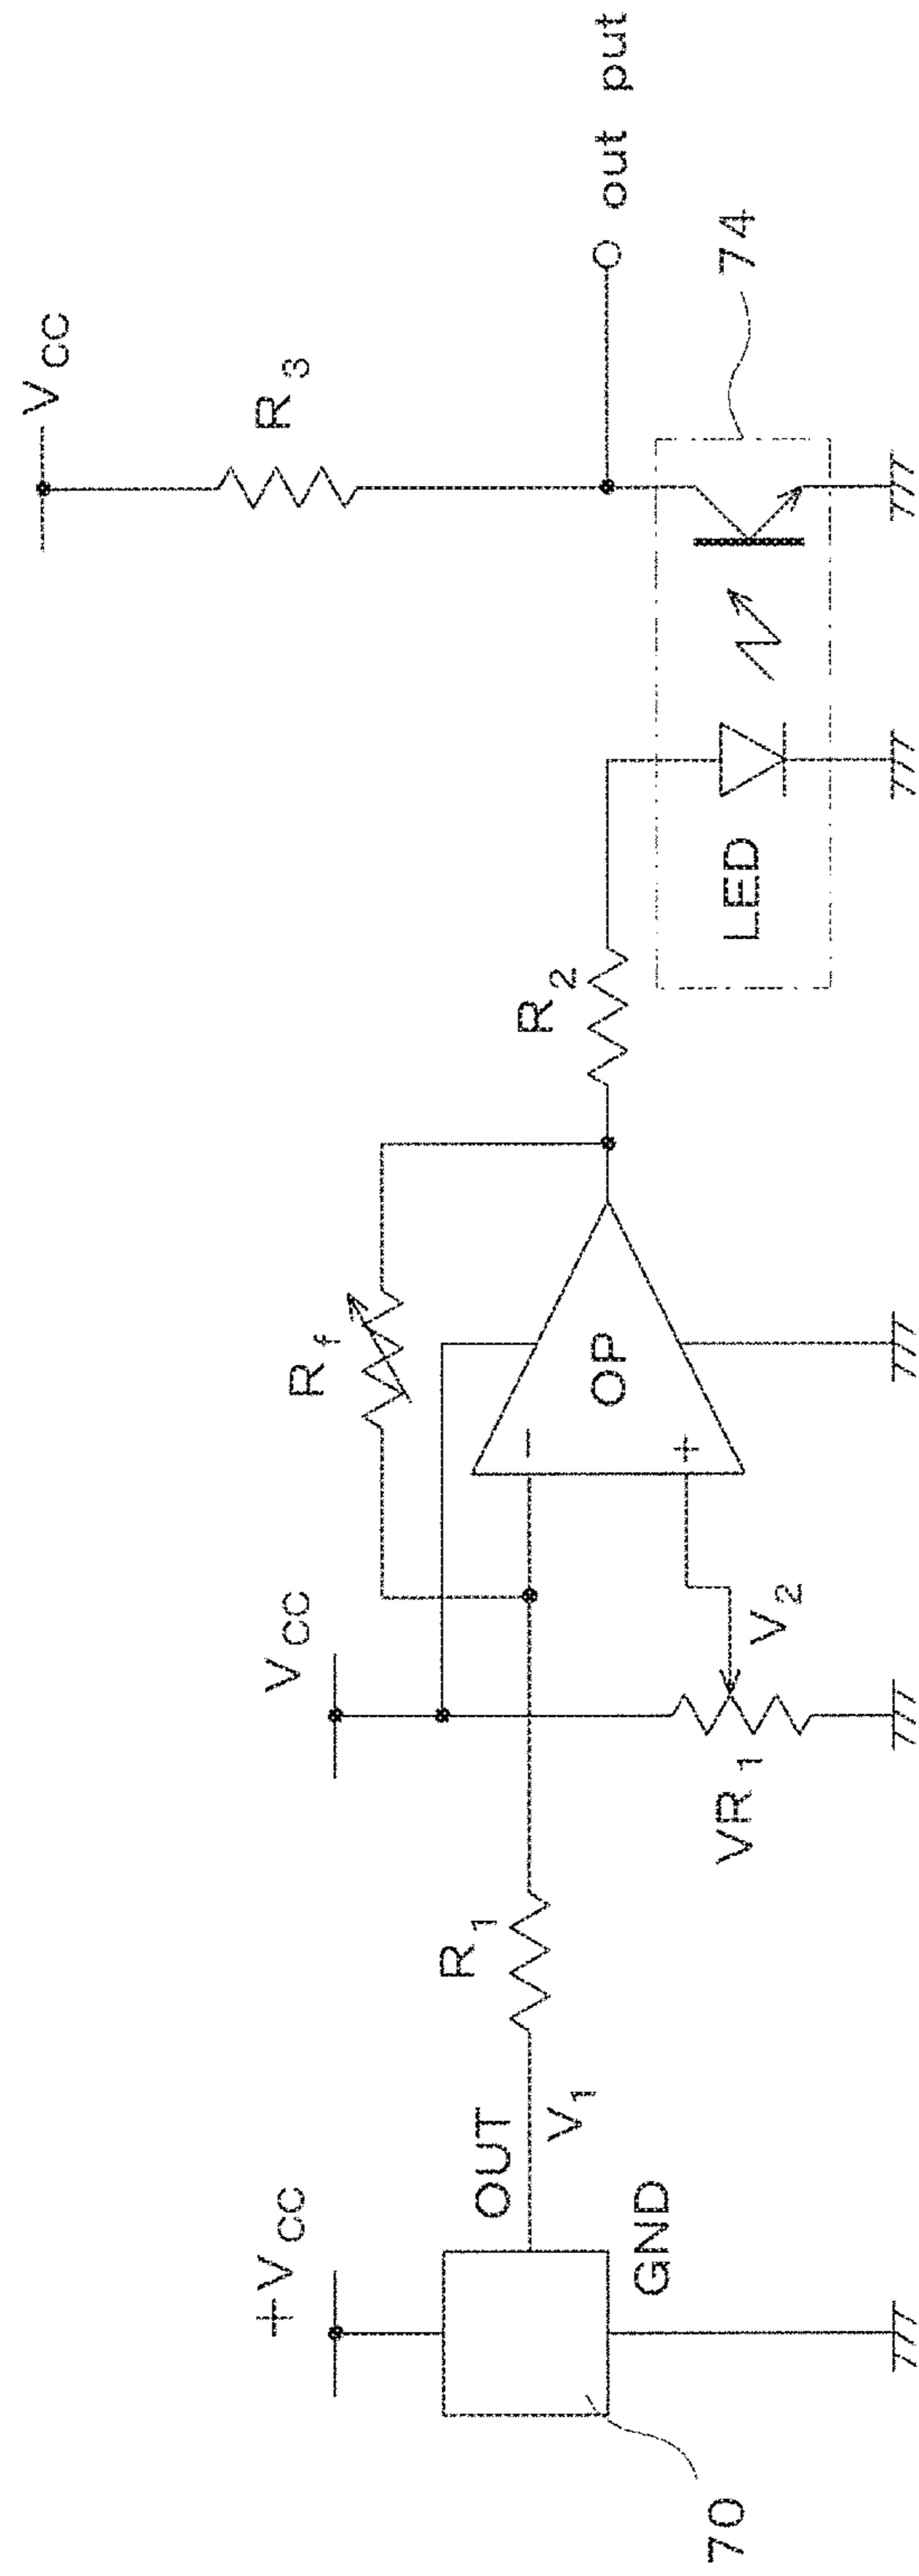 +VCC
OUT
V1
GND
70
R1
VCC
VR1
V2
Rf
−
+
OP
R2
LED
VCC
R3
out put
74